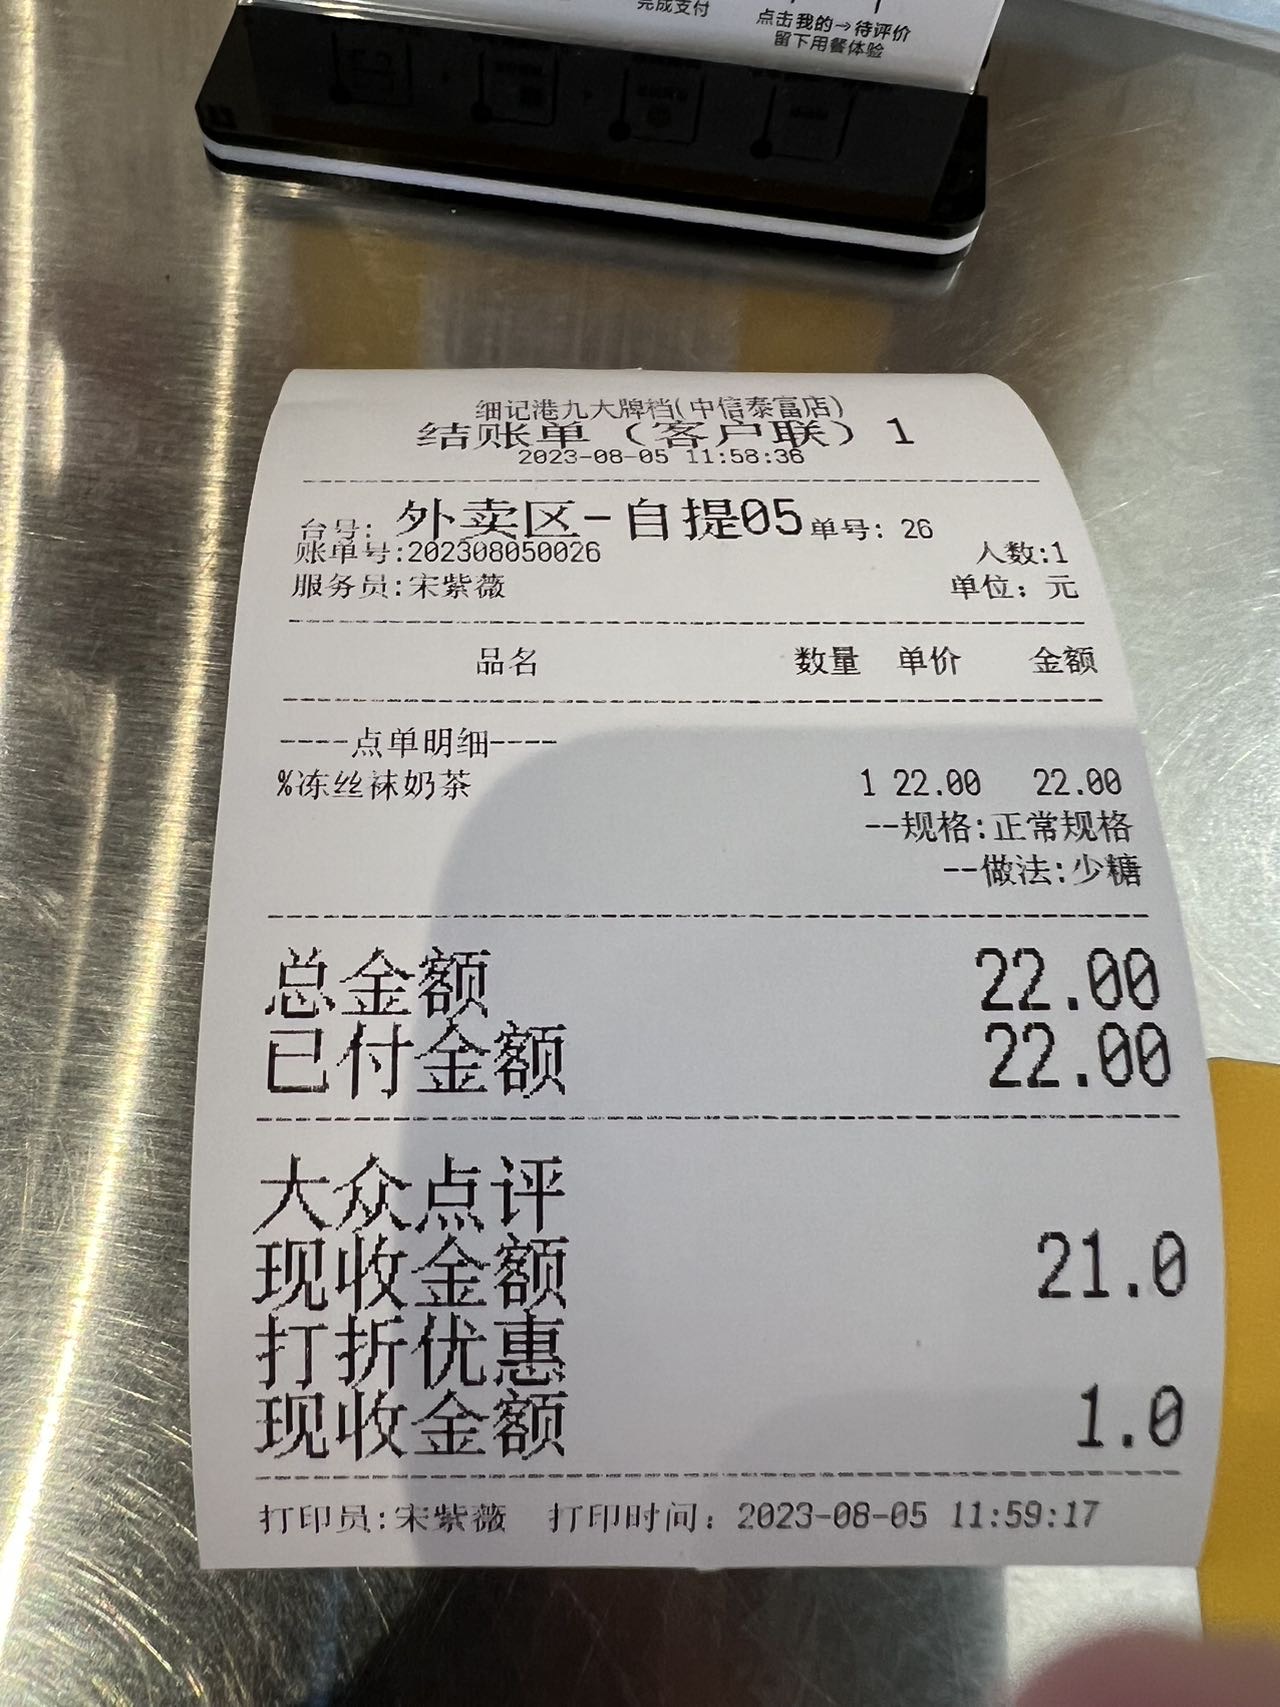 完成支付
点击我的→待评价
留下用餐体验
细记港九大牌档(中信泰富店)
结账单（客户联）1
2023-08-05 11:58:36
台号: 外卖区-自提05 单号: 26
账单号:202308050026 人数:1
服务员:宋紫薇 单位: 元
品名 数量 单价 金额
----点单明细----
%冻丝袜奶茶 1 22.00 22.00
--规格:正常规格
--做法:少糖
总金额 22.00
已付金额 22.00
大众点评
现收金额 21.0
打折优惠
现收金额 1.0
打印员:宋紫薇 打印时间: 2023-08-05 11:59:17